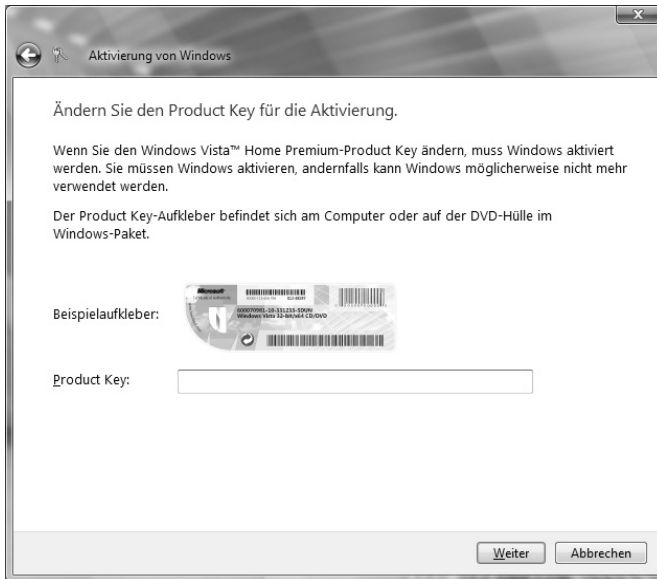 x
Aktivierung von Windows
Ändern Sie den Product Key für die Aktivierung.
Wenn Sie den Windows Vista™ Home Premium-Product Key ändern, muss Windows aktiviert
werden. Sie müssen Windows aktivieren, andernfalls kann Windows möglicherweise nicht mehr
verwendet werden.
Der Product Key-Aufkleber befindet sich am Computer oder auf der DVD-Hülle im
Windows-Paket.
Microsoft
Beispielaufkleber:
Windows Vista 32-bit/x64 CD/DVD
Product Key:
Weiter
Abbrechen